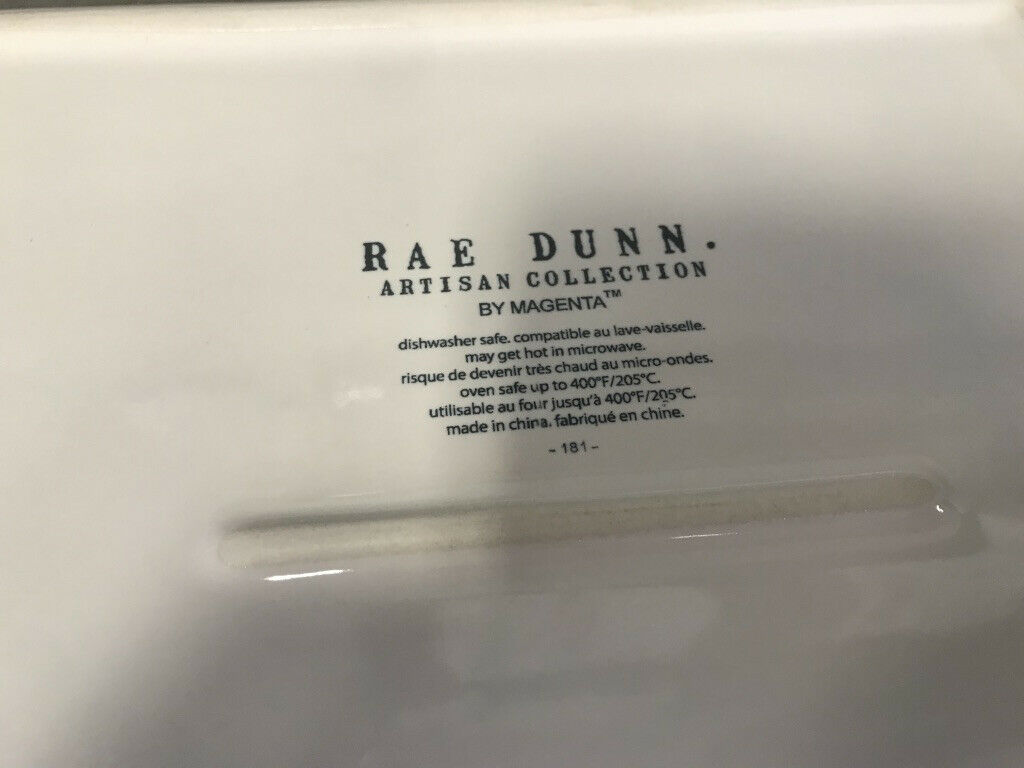 RAE DUNN.
ARTISAN COLLECTION
BY MAGENTA™
dishwasher safe. compatible au lave-vaisselle.
may get hot in microwave.
risque de devenir très chaud au micro-ondes.
oven safe up to 400°F/205°C.
utilisable au four jusqu'à 400°F/205°C.
made in china. fabriqué en chine.
- 181 -